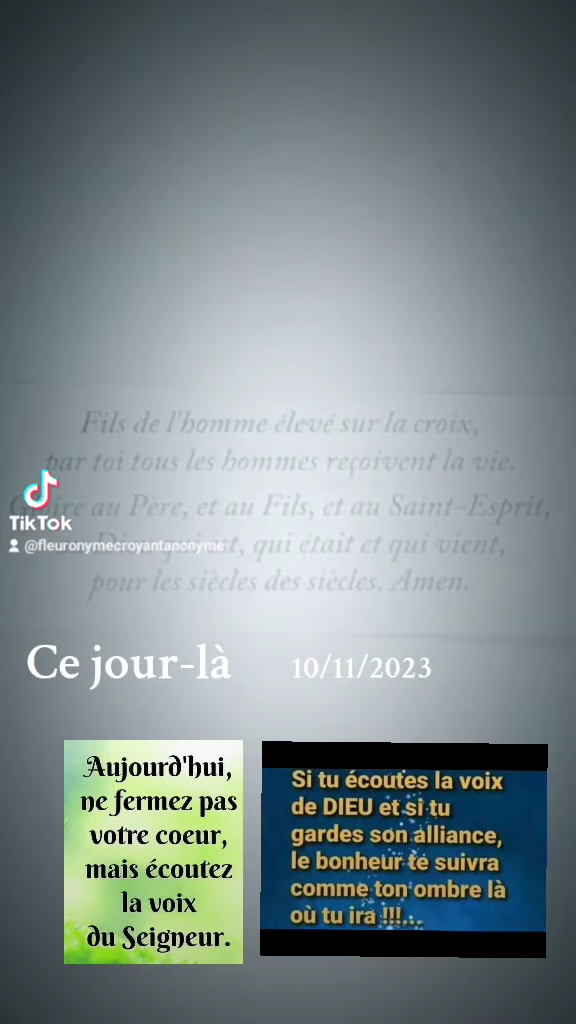 Fils de l'homme élevé sur la croix,
par toi tous les hommes reçoivent la vie.
Gloire au Père, et au Fils, et au Saint-Esprit,
TikTok
@fleuronymecroyantanonyme
qui était et qui vient,
pour les siècles des siècles. Amen.
Ce jour-là
10/11/2023
Aujourd'hui,
ne fermez pas
votre coeur,
mais écoutez
la voix
du Seigneur.
Si tu écoutes la voix
de DIEU et si tu
gardes son alliance,
le bonheur te suivra
comme ton ombre là
où tu ira !!!...